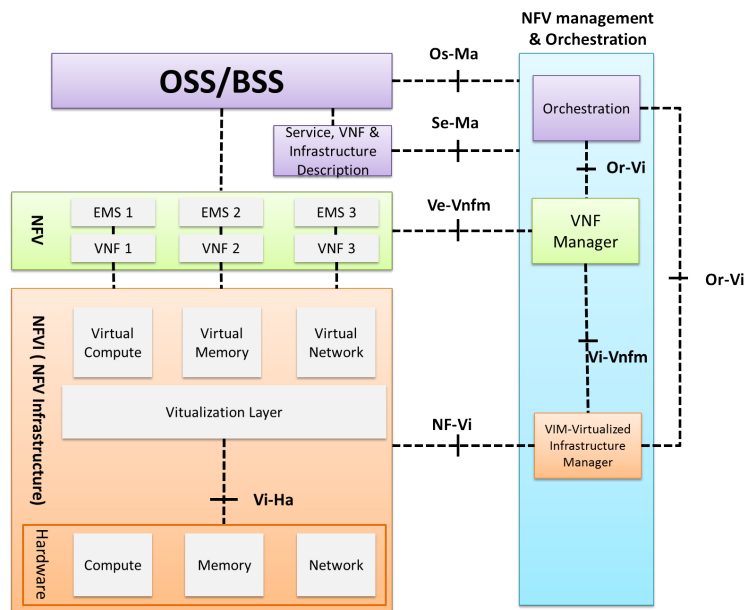 NFV management
& Orchestration
Os-Ma
OSS/BSS
Orchestration
Service, VNF &
Infrastructure
Description
Se-Ma
Or-Vi
NFV
EMS 1
EMS 2
EMS 3
VNF 1
VNF 2
VNF 3
Ve-Vnfm
VNF
Manager
Or-Vi
NFVI ( NFV Infrastructure)
Virtual
Compute
Virtual
Memory
Virtual
Network
Vi-Vnfm
Vitualization Layer
NF-Vi
VIM-Virtualized
Infrastructure
Manager
Vi-Ha
Hardware
Compute
Memory
Network